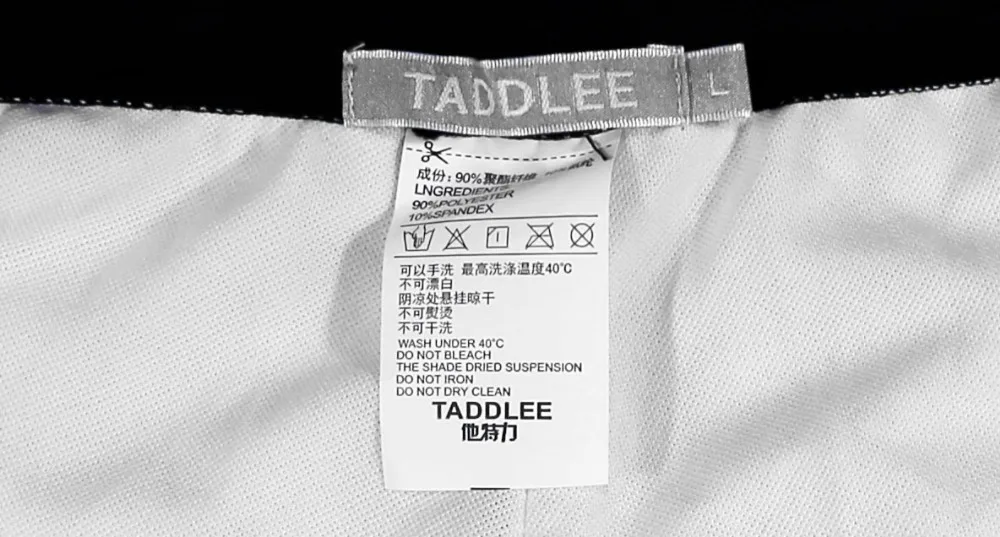 TADDLEE L
成份：90%聚酯纤维
LNGREDIENTS
90%POLYESTER
10%SPANDEX
可以手洗 最高洗涤温度40℃
不可漂白
阴凉处悬挂晾干
不可熨烫
不可干洗
WASH UNDER 40℃
DO NOT BLEACH
THE SHADE DRIED SUSPENSION
DO NOT IRON
DO NOT DRY CLEAN
TADDLEE
他特力